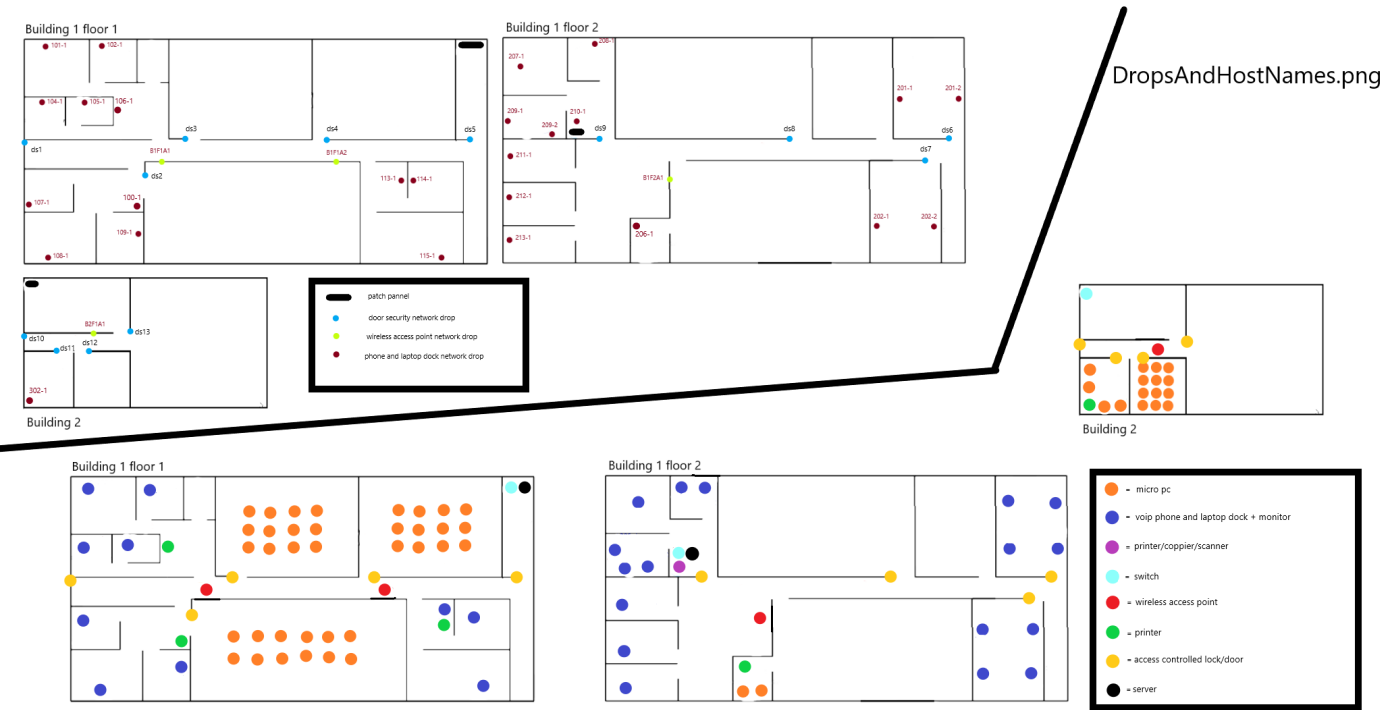 Building 1 floor 1
101-1
102-1
104-1
105-1
106-1
ds3
ds4
ds5
ds1
B1F1A1
B1F1A2
ds2
113-1
114-1
107-1
100-1
109-1
108-1
115-1
Building 1 floor 2
208-1
207-1
201-1
201-2
209-1
210-1
209-2
ds9
ds8
ds6
ds7
211-1
B1F2A1
212-1
202-1
202-2
213-1
206-1
DropsAndHostNames.png
B2F1A1
ds13
ds10
ds11
ds12
302-1
Building 2
patch pannel
door security network drop
wireless access point network drop
phone and laptop dock network drop
Building 2
Building 1 floor 1
Building 1 floor 2
= micro pc
= voip phone and laptop dock + monitor
= printer/coppier/scanner
= switch
= wireless access point
= printer
= access controlled lock/door
= server